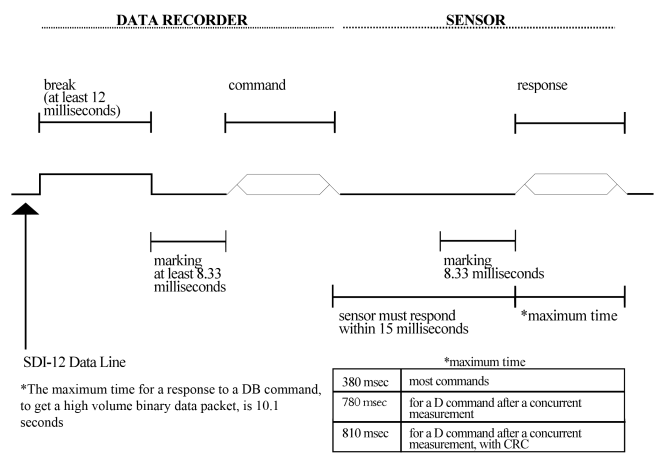 DATA RECORDER
SENSOR
break
(at least 12
milliseconds)
command
response
marking
at least 8.33
milliseconds
marking
8.33 milliseconds
sensor must respond
within 15 milliseconds
*maximum time
SDI-12 Data Line
*The maximum time for a response to a DB command,
to get a high volume binary data packet, is 10.1
seconds
*maximum time
380 msec most commands
780 msec for a D command after a concurrent
measurement
810 msec for a D command after a concurrent
measurement, with CRC